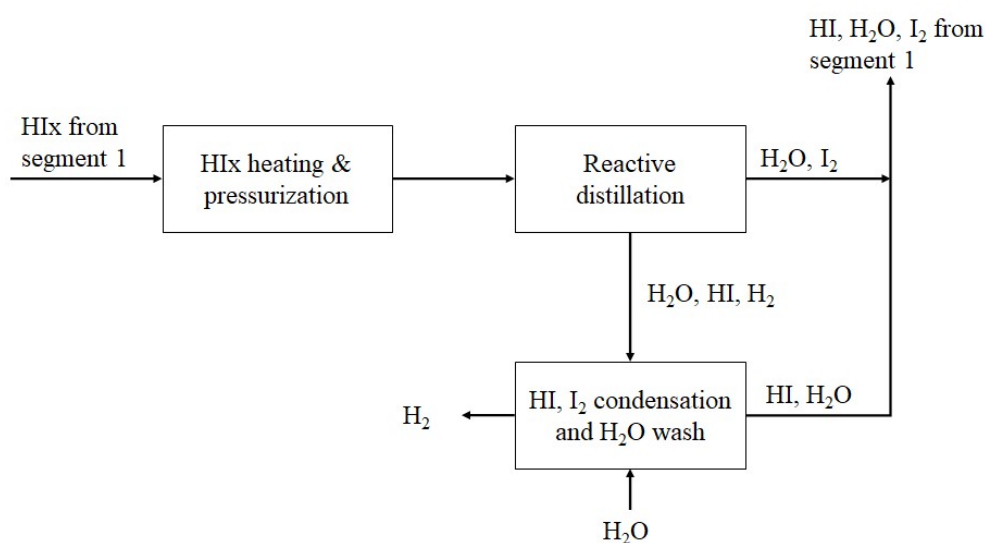 HI, H₂O, I₂ from
segment 1
HIx from
segment 1
HIx heating &
pressurization
Reactive
distillation
H₂O, I₂
H₂O, HI, H₂
H₂
HI, I₂ condensation
and H₂O wash
HI, H₂O
H₂O